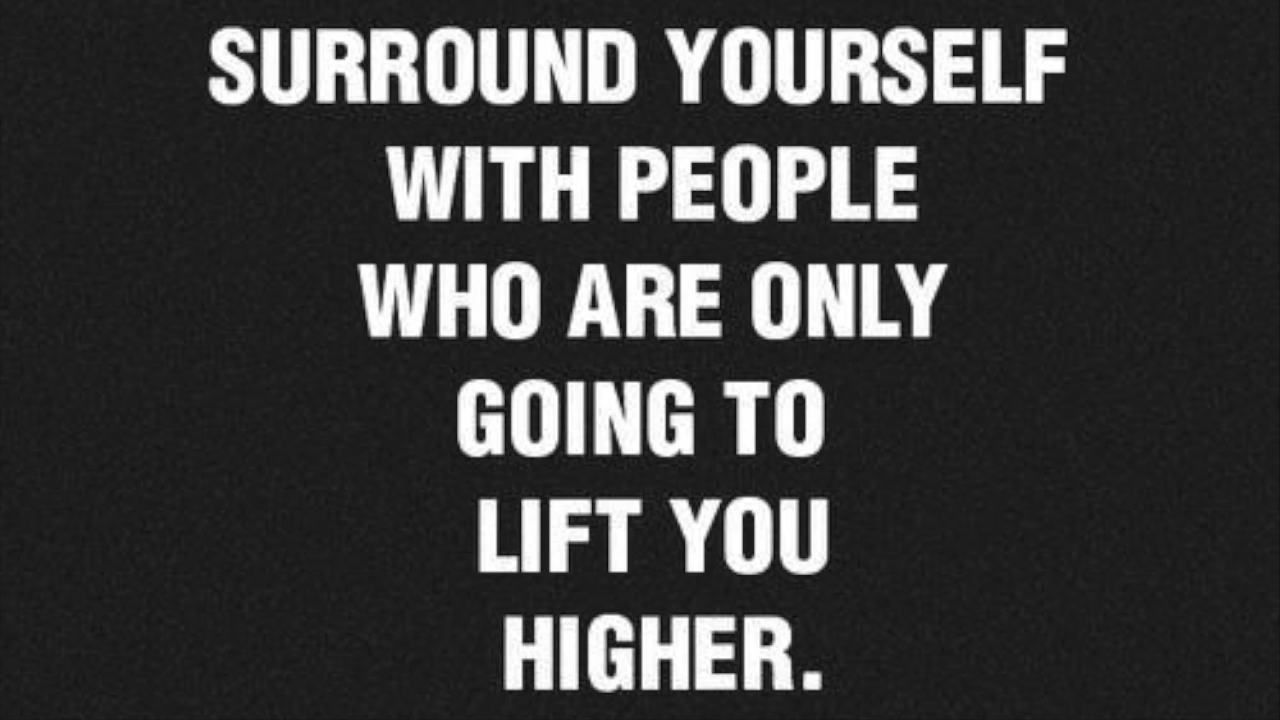 SURROUND YOURSELF
WITH PEOPLE
WHO ARE ONLY
GOING TO
LIFT YOU
HIGHER.